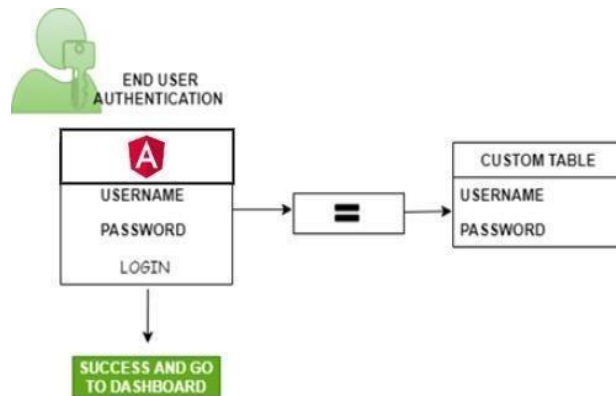 END USER
AUTHENTICATION
A
USERNAME
PASSWORD
LOGIN
=
CUSTOM TABLE
USERNAME
PASSWORD
SUCCESS AND GO
TO DASHBOARD